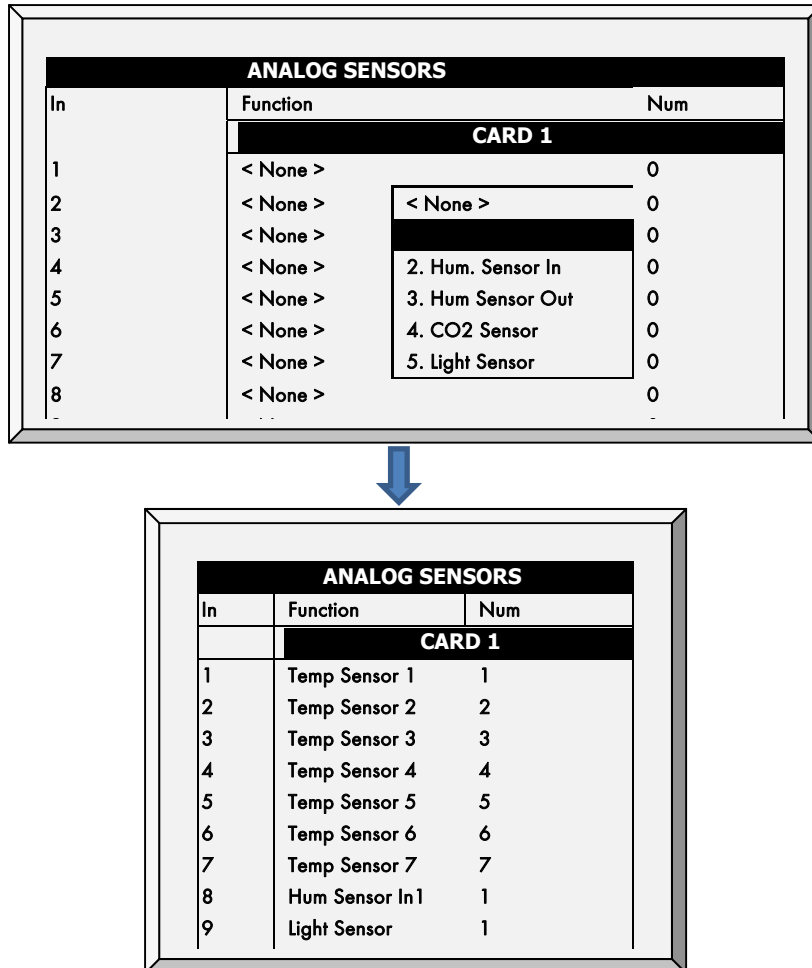 ANALOG SENSORS
In Function Num
CARD 1
1 < None > 0
2 < None > < None > 0
3 < None > 0
4 < None > 2. Hum. Sensor In 0
5 < None > 3. Hum Sensor Out 0
6 < None > 4. CO2 Sensor 0
7 < None > 5. Light Sensor 0
8 < None > 0
ANALOG SENSORS
In Function Num
CARD 1
1 Temp Sensor 1 1
2 Temp Sensor 2 2
3 Temp Sensor 3 3
4 Temp Sensor 4 4
5 Temp Sensor 5 5
6 Temp Sensor 6 6
7 Temp Sensor 7 7
8 Hum Sensor In1 1
9 Light Sensor 1